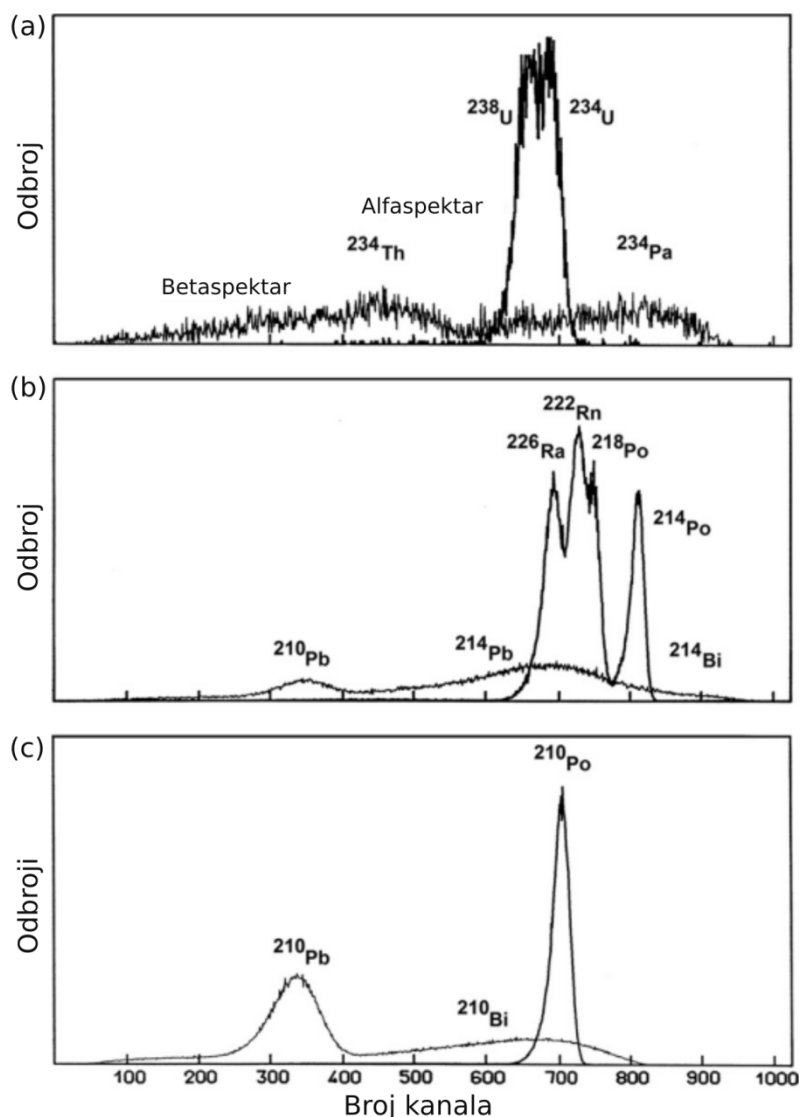 (a)
Odbroj
238U
234U
Alfaspektar
234Th
234Pa
Betaspektar
(b)
Odbroj
222Rn
226Ra
218Po
214Po
210Pb
214Pb
214Bi
(c)
Odbroji
210Po
210Pb
210Bi
100 200 300 400 500 600 700 800 900 1000
Broj kanala